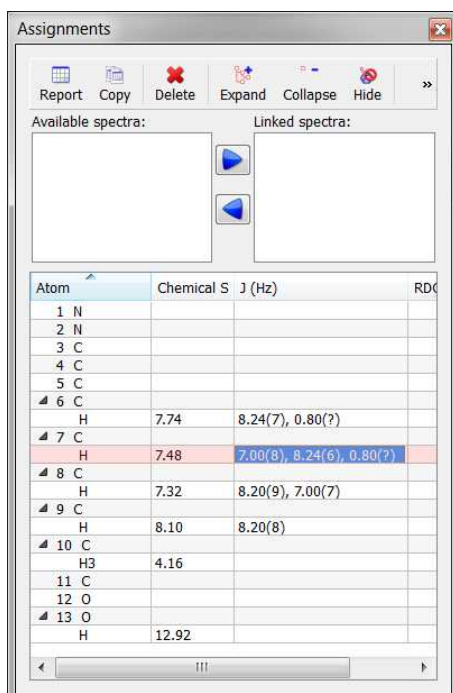 Assignments
Report Copy Delete Expand Collapse Hide »
Available spectra: Linked spectra:
Atom Chemical S J (Hz) RDC
1 N
2 N
3 C
4 C
5 C
6 C
H 7.74 8.24(7), 0.80(?)
7 C
H 7.48 7.00(8), 8.24(6), 0.80(?)
8 C
H 7.32 8.20(9), 7.00(7)
9 C
H 8.10 8.20(8)
10 C
H3 4.16
11 C
12 O
13 O
H 12.92